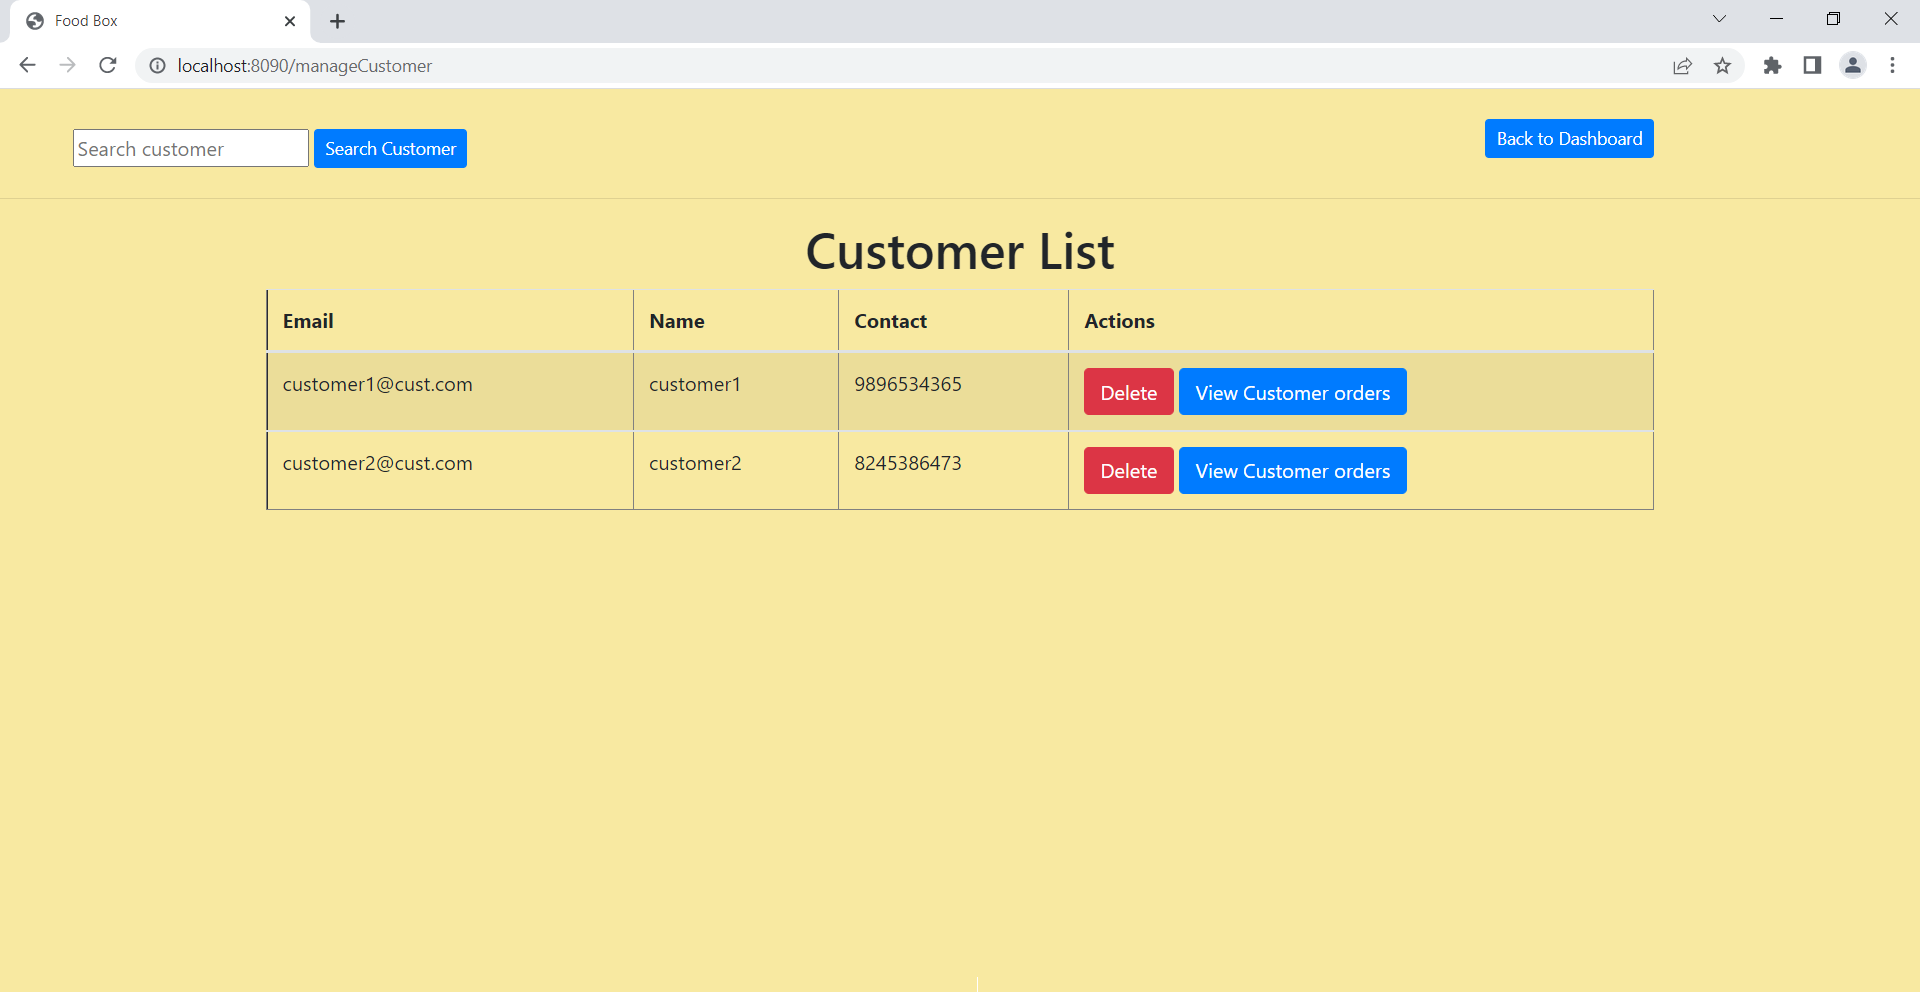 Food Box
localhost:8090/manageCustomer
Search customer Search Customer Back to Dashboard
Customer List
Email Name Contact Actions
customer1@cust.com customer1 9896534365 Delete View Customer orders
customer2@cust.com customer2 8245386473 Delete View Customer orders